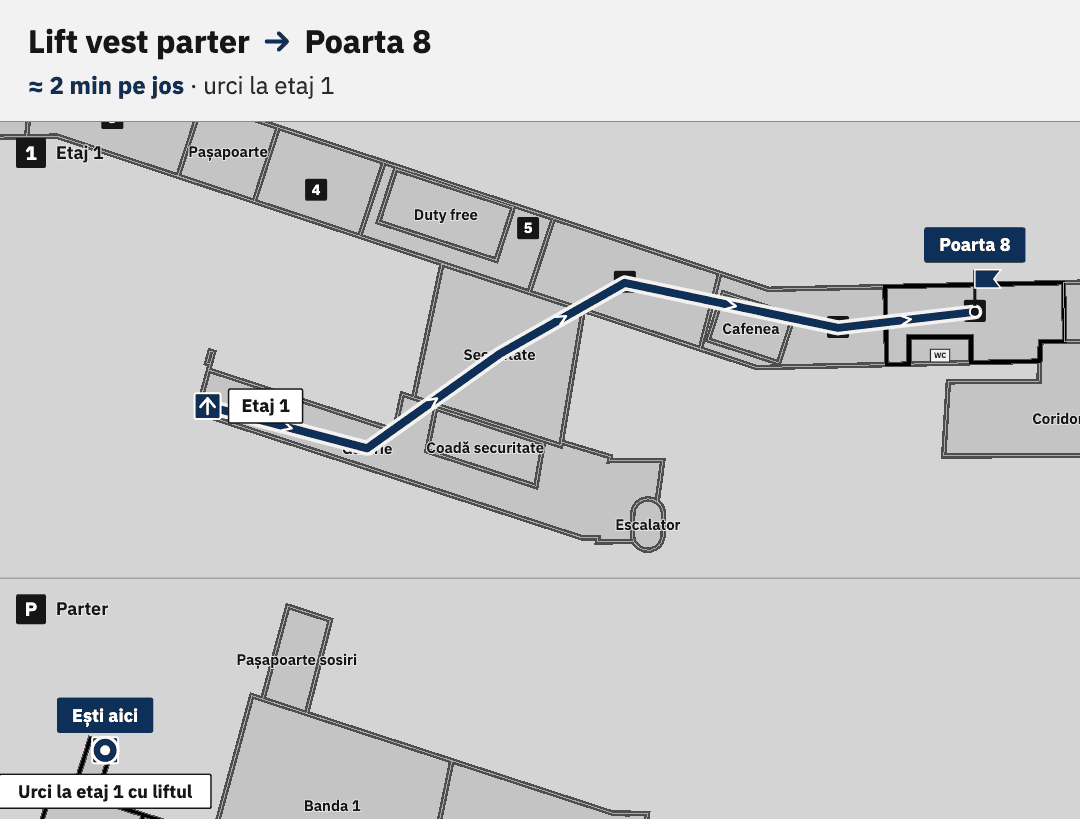 Lift vest parter → Poarta 8
≈ 2 min pe jos · urci la etaj 1
1 Etaj 1
Pașapoarte
4
Duty free
5
Poarta 8
Cafenea
WC
Etaj 1
Coadă securitate
Escalator
P Parter
Pașapoarte sosiri
Ești aici
Urci la etaj 1 cu liftul
Banda 1